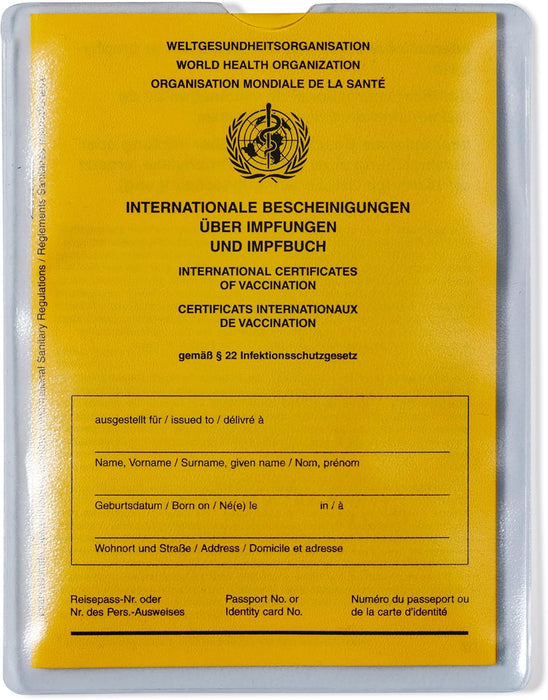 WELTGESUNDHEITSORGANISATION
WORLD HEALTH ORGANIZATION
ORGANISATION MONDIALE DE LA SANTÉ
INTERNATIONALE BESCHEINIGUNGEN
ÜBER IMPFUNGEN
UND IMPFBUCH
INTERNATIONAL CERTIFICATES
OF VACCINATION
CERTIFICATS INTERNATIONAUX
DE VACCINATION
gemäß § 22 Infektionsschutzgesetz
ausgestellt für / issued to / délivré à
Name, Vorname / Surname, given name / Nom, prénom
Geburtsdatum / Born on / Né(e) le in / à
Wohnort und Straße / Address / Domicile et adresse
Reisepass-Nr. oder Passport No. or Numéro du passeport ou
Nr. des Pers.-Ausweises Identity card No. de la carte d'identité
Sanitary Regulations / Règlements